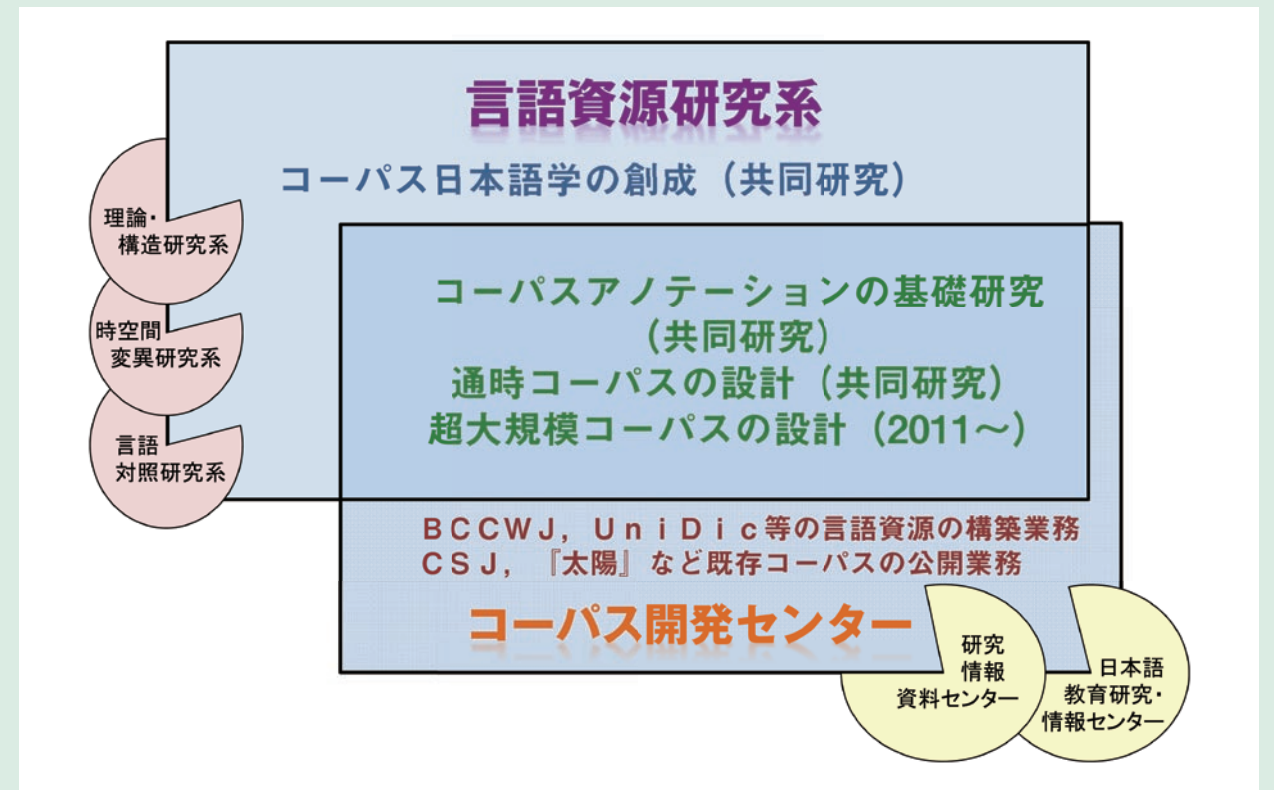 言語資源研究系
コーパス日本語学の創成（共同研究）
理論・
構造研究系
時空間
変異研究系
言語
対照研究系
コーパスアノテーションの基礎研究
（共同研究）
通時コーパスの設計（共同研究）
超大規模コーパスの設計（2011～）
ＢＣＣＷＪ，ＵｎｉＤｉｃ等の言語資源の構築業務
ＣＳＪ，『太陽』など既存コーパスの公開業務
コーパス開発センター
研究
情報
資料センター
日本語
教育研究・
情報センター